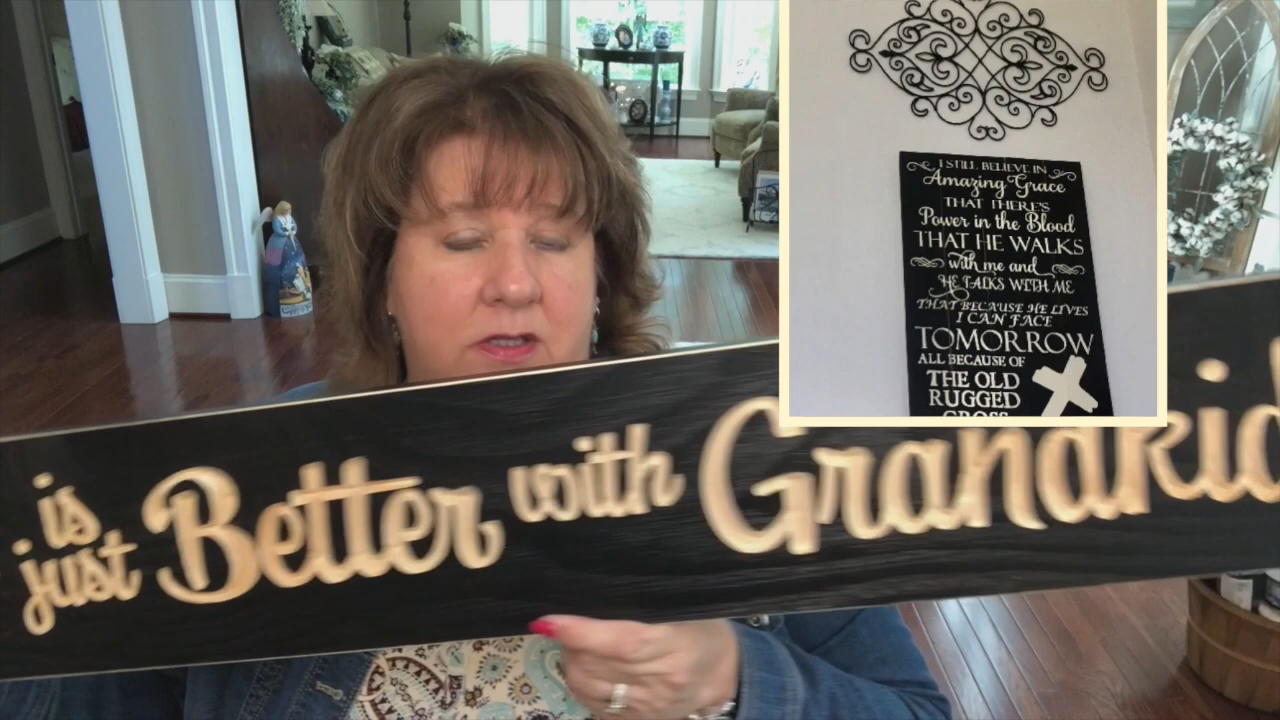 is
just Better with Grandkid
I STILL BELIEVE IN
Amazing Grace
THAT THERE'S
Power in the Blood
THAT HE WALKS
with me and
HE TALKS WITH ME
THAT BECAUSE HE LIVES
I CAN FACE
TOMORROW
ALL BECAUSE OF
THE OLD
RUGGED
CROSS